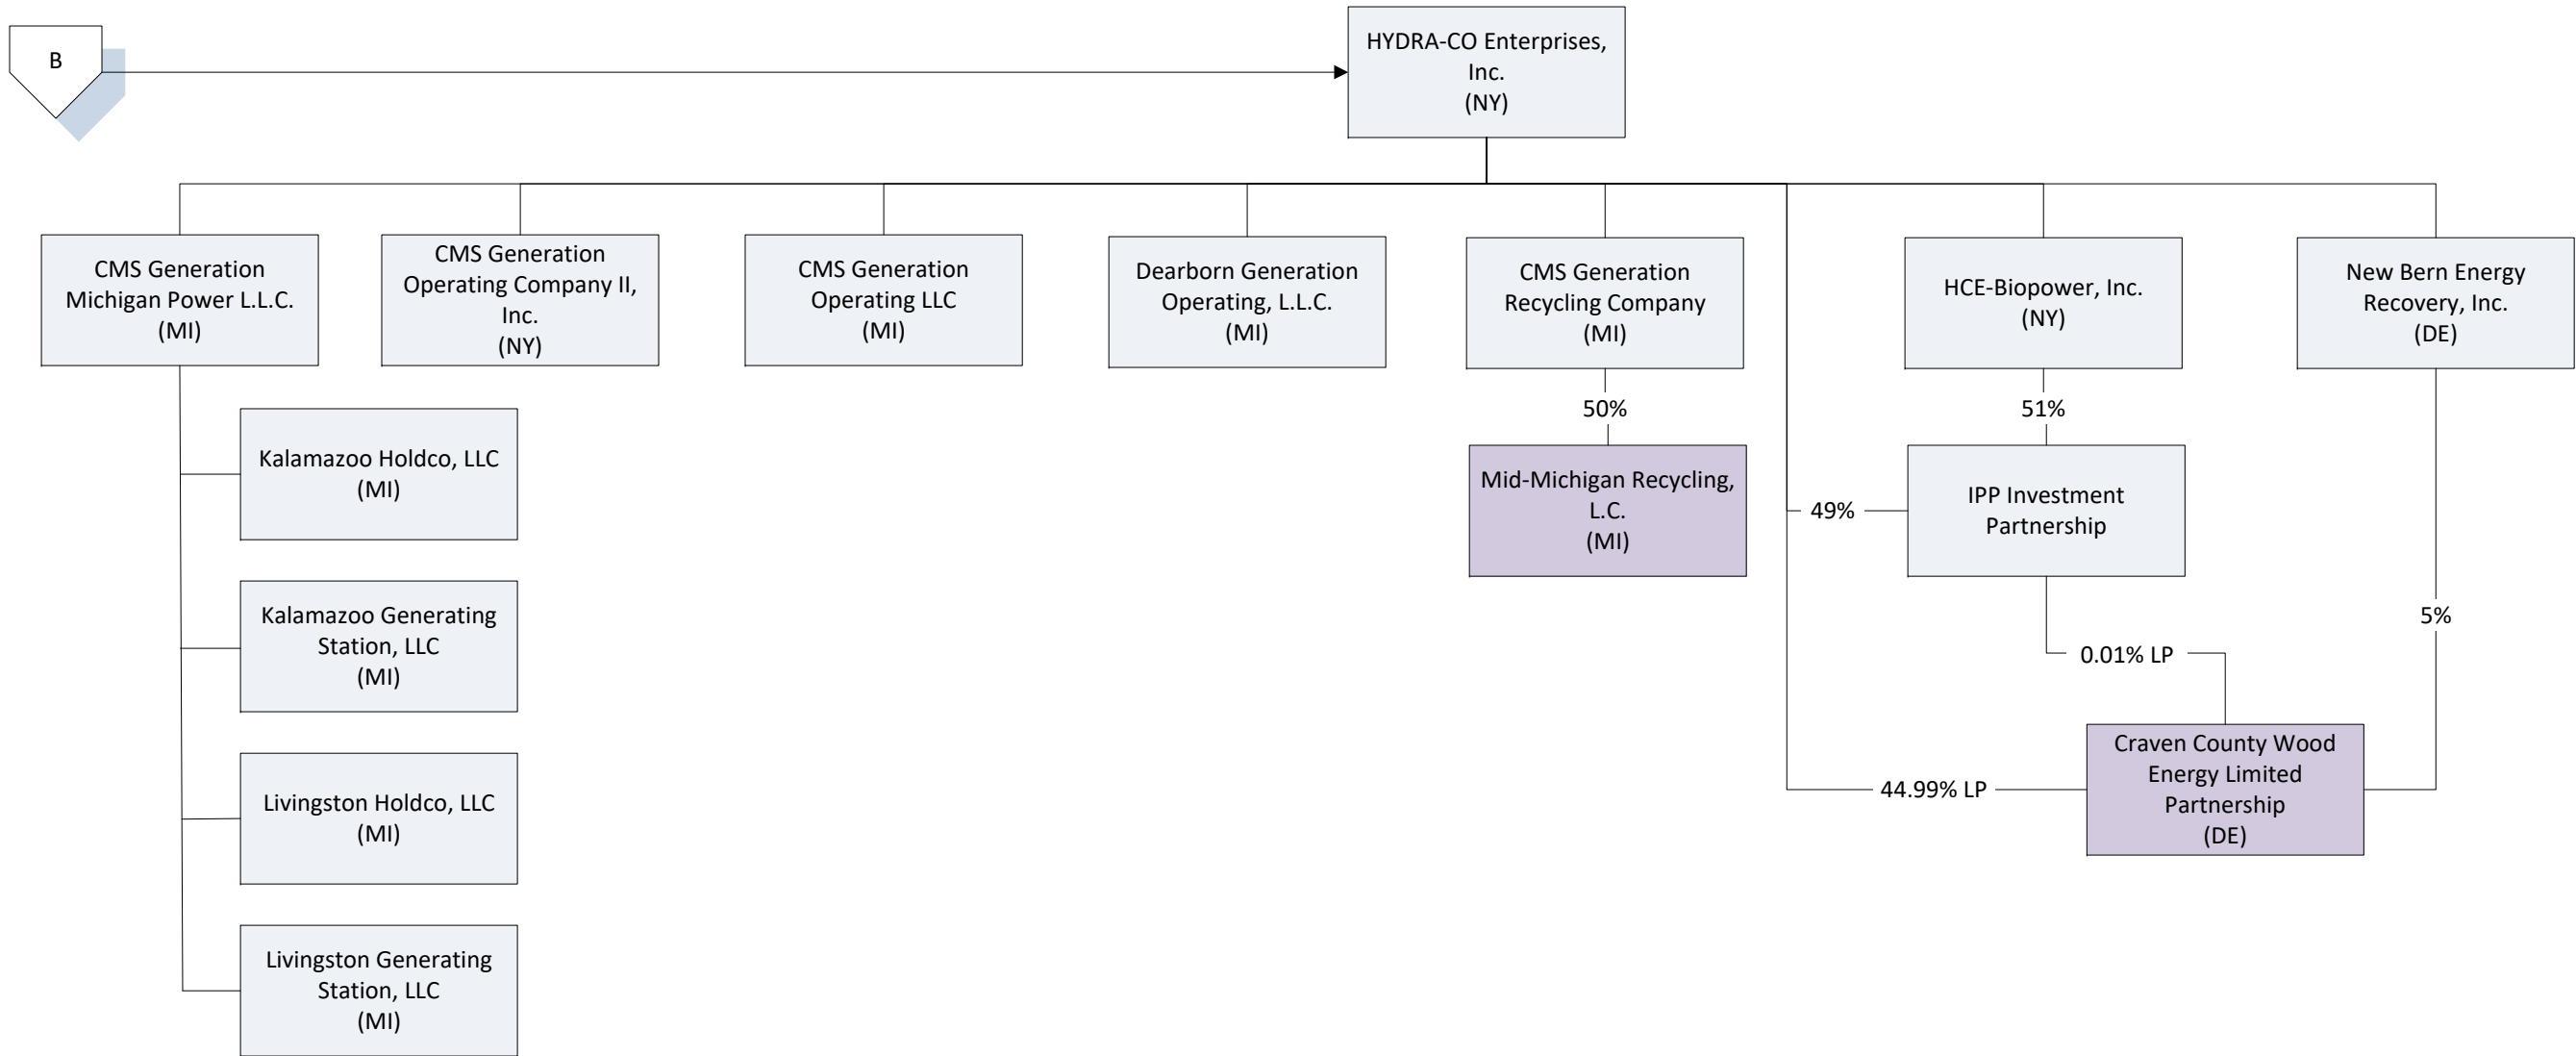 B
HYDRA-CO Enterprises,
Inc.
(NY)
CMS Generation
Michigan Power L.L.C.
(MI)
CMS Generation
Operating Company II,
Inc.
(NY)
CMS Generation
Operating LLC
(MI)
Dearborn Generation
Operating, L.L.C.
(MI)
CMS Generation
Recycling Company
(MI)
HCE-Biopower, Inc.
(NY)
New Bern Energy
Recovery, Inc.
(DE)
50%
51%
Kalamazoo Holdco, LLC
(MI)
Mid-Michigan Recycling,
L.C.
(MI)
49%
IPP Investment
Partnership
Kalamazoo Generating
Station, LLC
(MI)
5%
0.01% LP
Livingston Holdco, LLC
(MI)
44.99% LP
Craven County Wood
Energy Limited
Partnership
(DE)
Livingston Generating
Station, LLC
(MI)